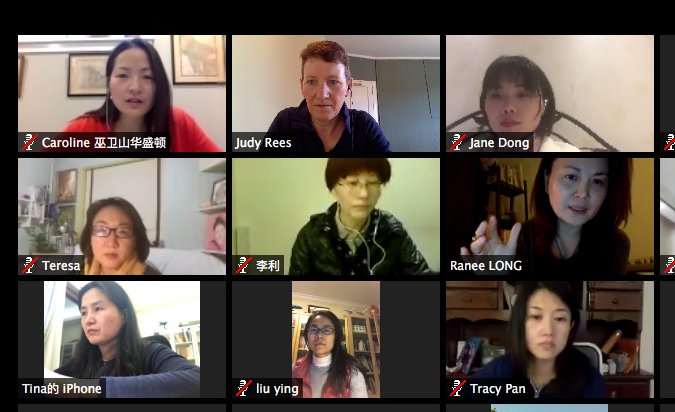 Caroline 巫卫山华盛顿
Judy Rees
Jane Dong
Teresa
李利
Ranee LONG
Tina的 iPhone
liu ying
Tracy Pan